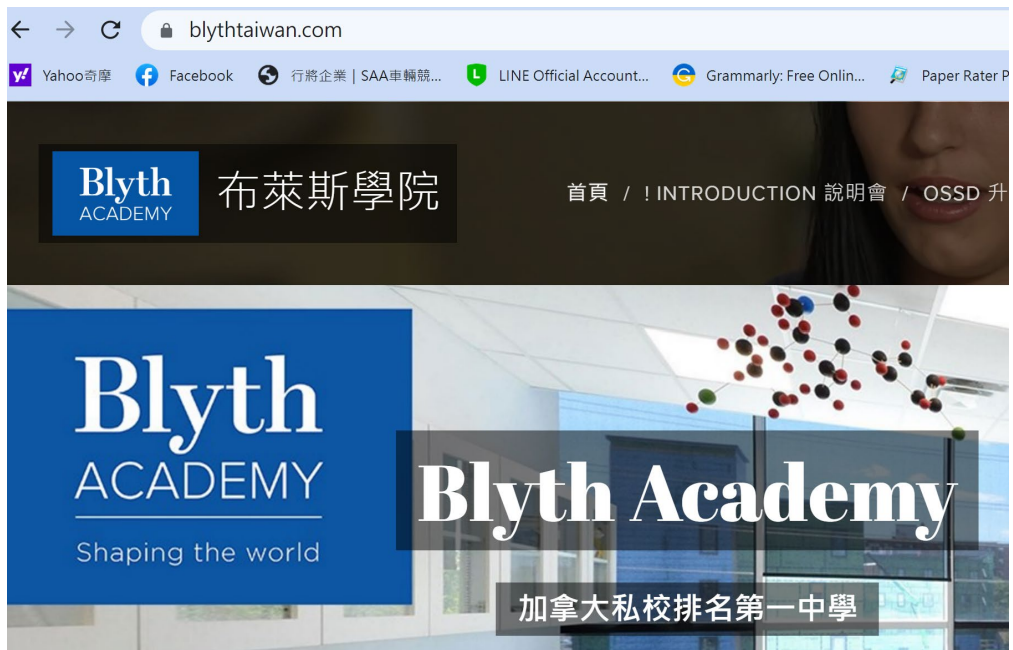 blythtaiwan.com
Yahoo奇摩 Facebook 行將企業 | SAA車輛競... LINE Official Account... Grammarly: Free Onlin... Paper Rater P
Blyth
ACADEMY
布萊斯學院
首頁 / ! INTRODUCTION 說明會 / OSSD 升
Blyth
ACADEMY
Shaping the world
Blyth Academy
加拿大私校排名第一中學